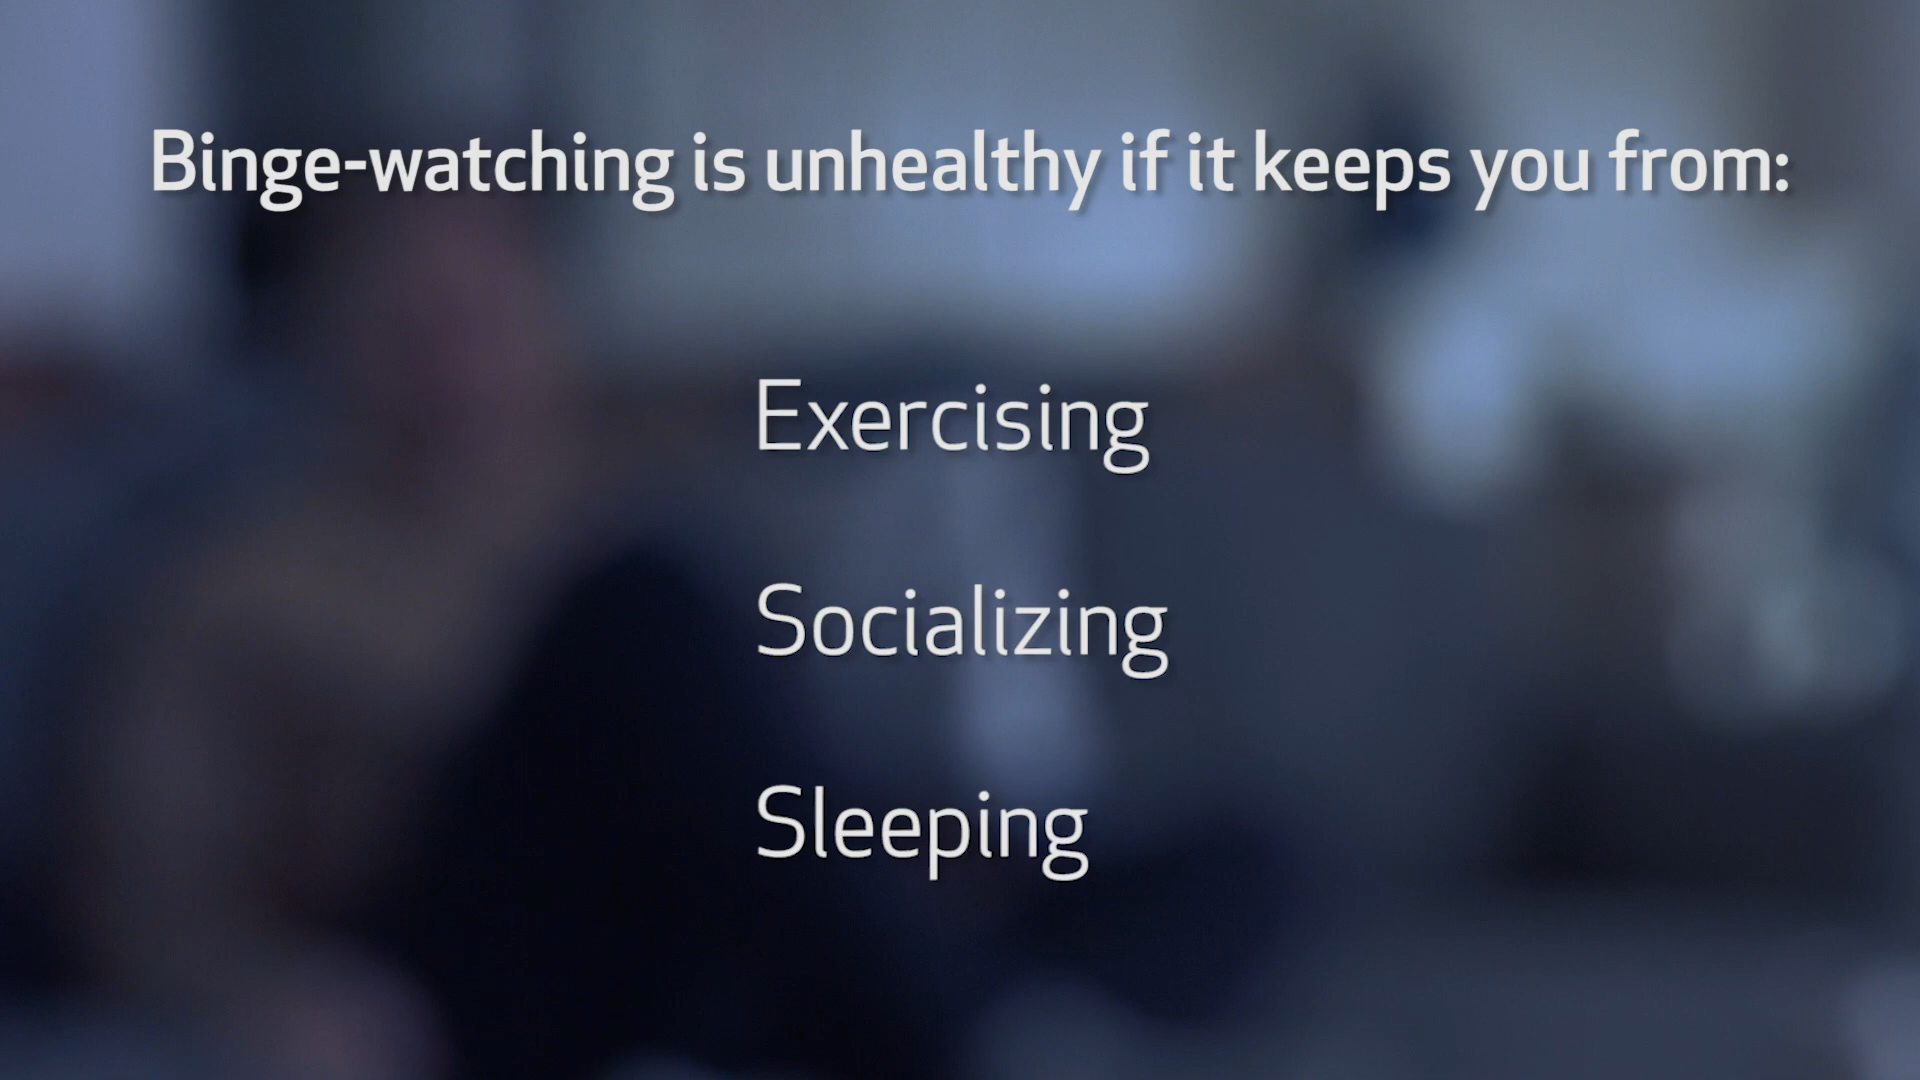 Binge-watching is unhealthy if it keeps you from:
Exercising
Socializing
Sleeping